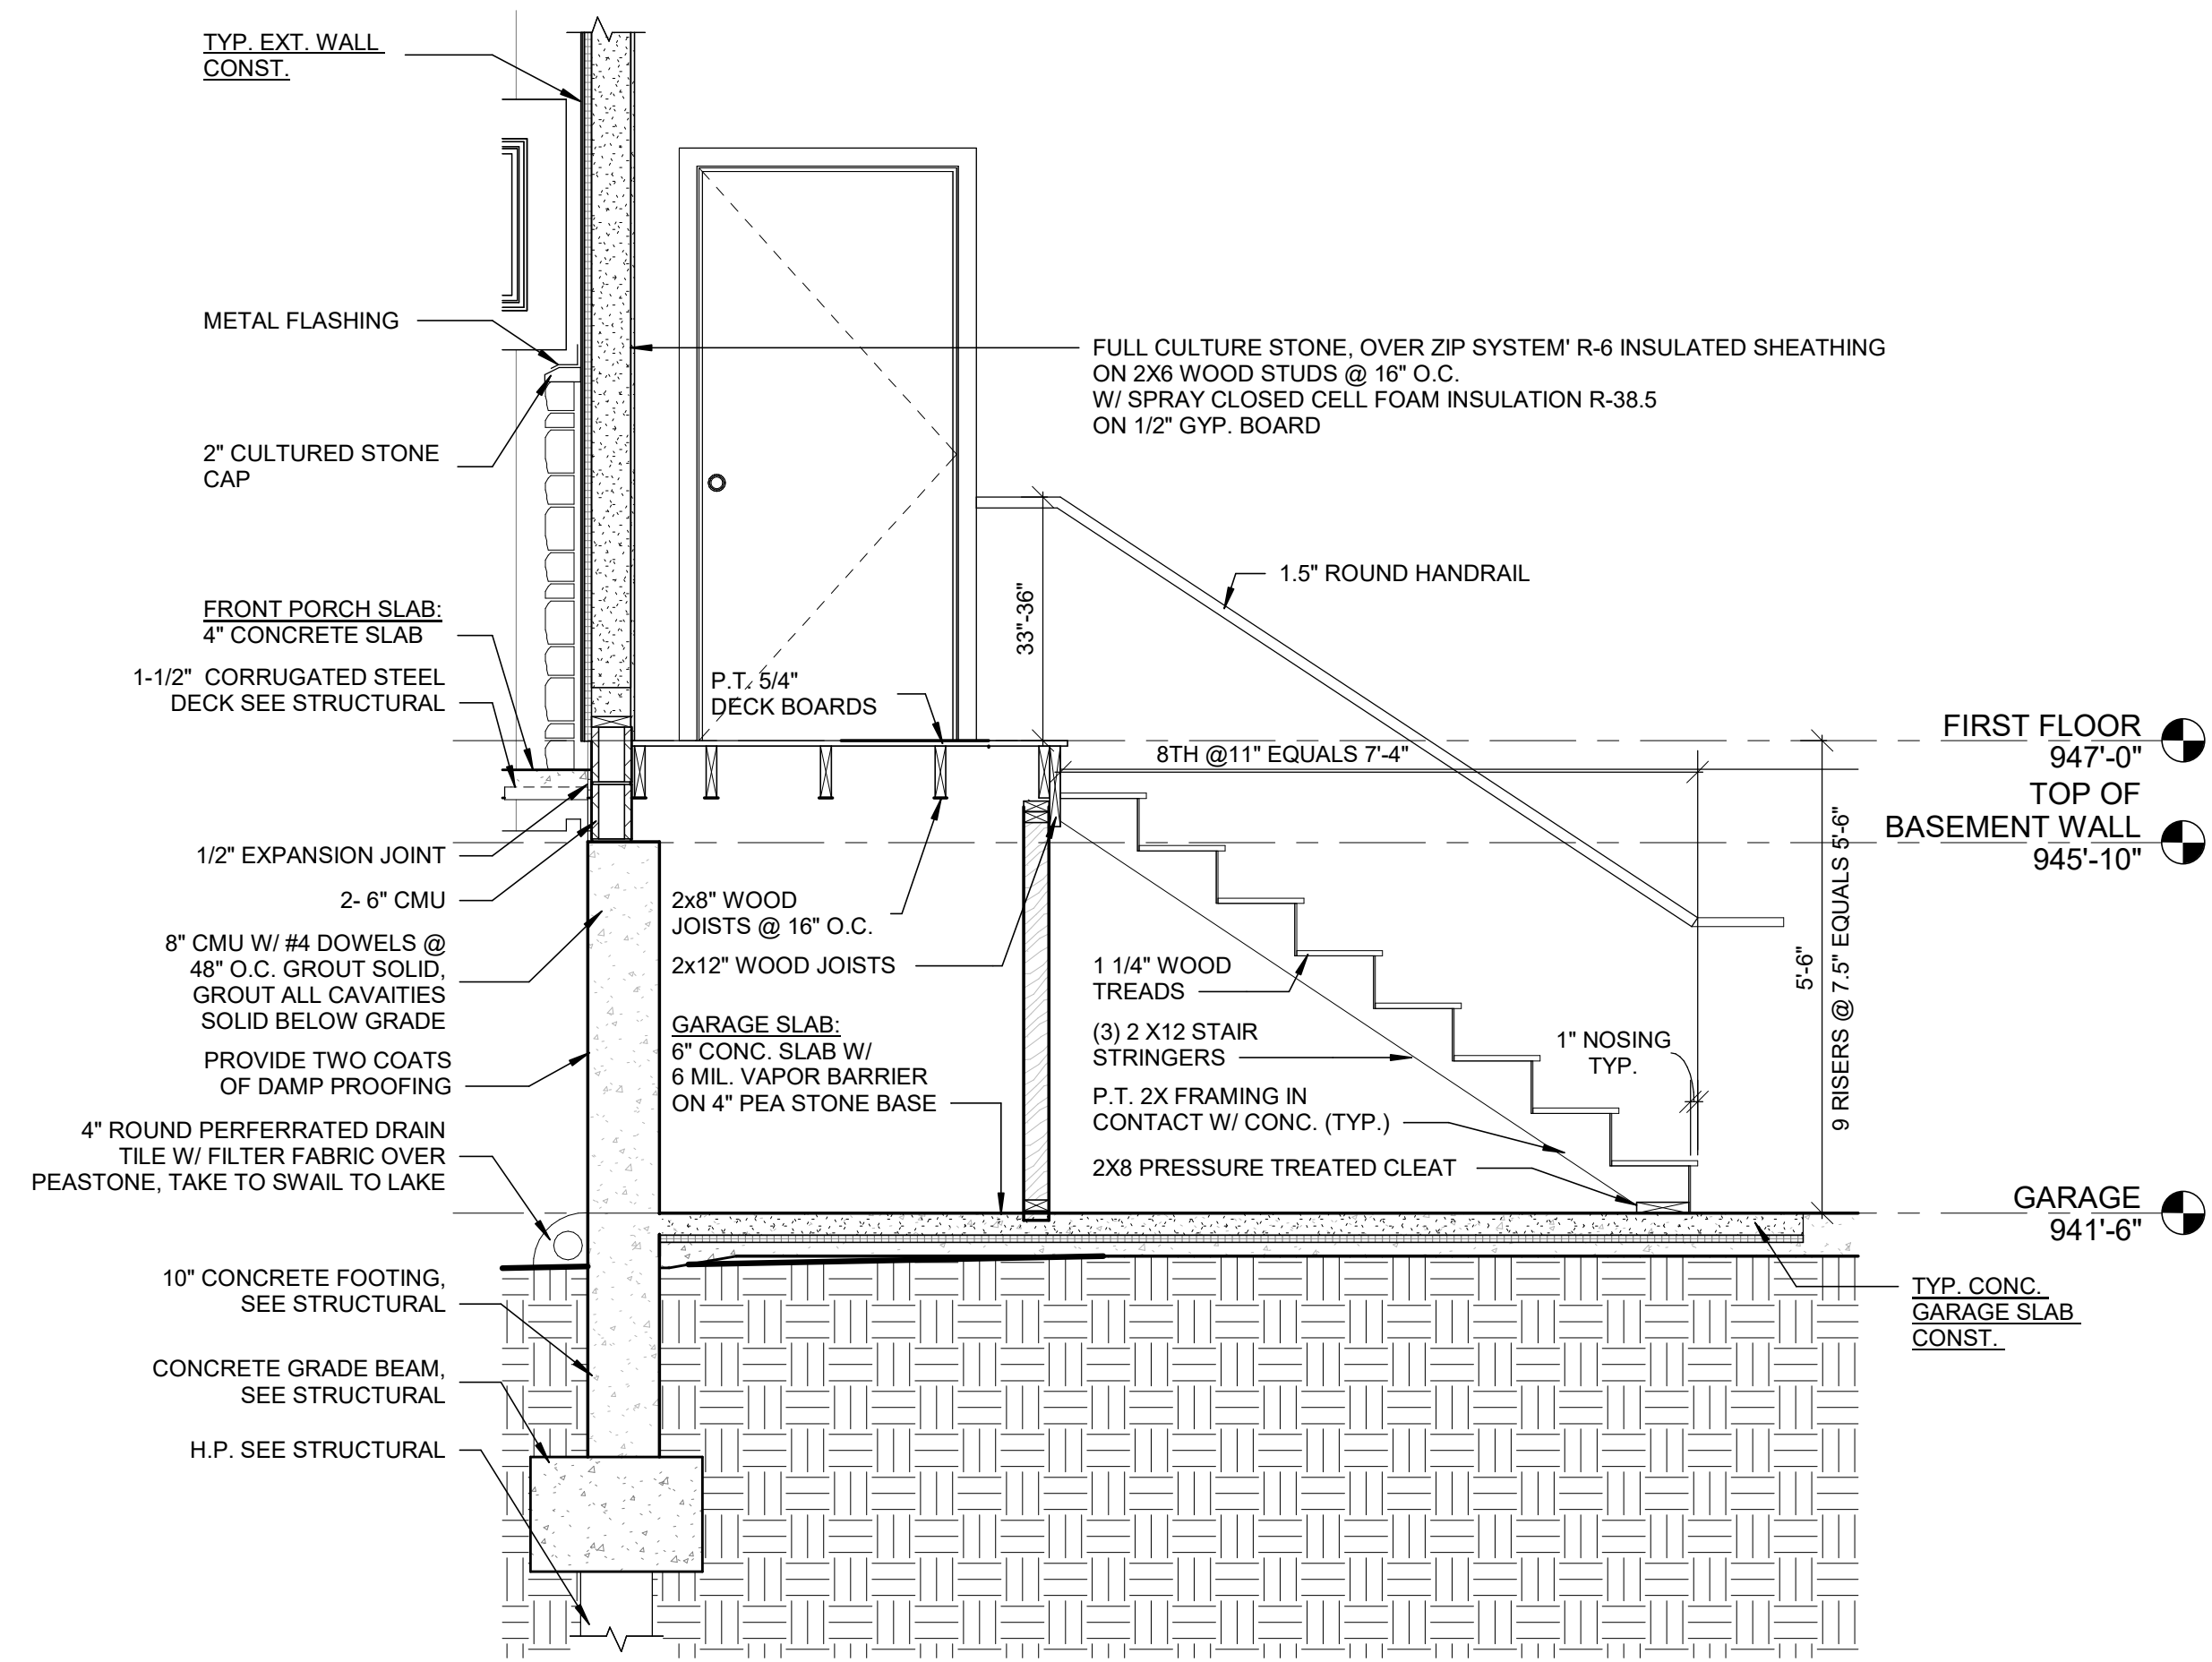 TYP. EXT. WALL
CONST.
METAL FLASHING
2" CULTURED STONE
CAP
FRONT PORCH SLAB:
4" CONCRETE SLAB
1-1/2" CORRUGATED STEEL
DECK SEE STRUCTURAL
1/2" EXPANSION JOINT
2- 6" CMU
8" CMU W/ #4 DOWELS @
48" O.C. GROUT SOLID,
GROUT ALL CAVAITIES
SOLID BELOW GRADE
PROVIDE TWO COATS
OF DAMP PROOFING
4" ROUND PERFERRATED DRAIN
TILE W/ FILTER FABRIC OVER
PEASTONE, TAKE TO SWAIL TO LAKE
10" CONCRETE FOOTING,
SEE STRUCTURAL
CONCRETE GRADE BEAM,
SEE STRUCTURAL
H.P. SEE STRUCTURAL
P.T. 5/4"
DECK BOARDS
2x8" WOOD
JOISTS @ 16" O.C.
2x12" WOOD JOISTS
GARAGE SLAB:
6" CONC. SLAB W/
6 MIL. VAPOR BARRIER
ON 4" PEA STONE BASE
FULL CULTURE STONE, OVER ZIP SYSTEM' R-6 INSULATED SHEATHING
ON 2X6 WOOD STUDS @ 16" O.C.
W/ SPRAY CLOSED CELL FOAM INSULATION R-38.5
ON 1/2" GYP. BOARD
1.5" ROUND HANDRAIL
33"-36"
8TH @11" EQUALS 7'-4"
1 1/4" WOOD
TREADS
(3) 2 X12 STAIR
STRINGERS
P.T. 2X FRAMING IN
CONTACT W/ CONC. (TYP.)
2X8 PRESSURE TREATED CLEAT
1" NOSING
TYP.
5'-6"
9 RISERS @ 7.5" EQUALS 5'-6"
FIRST FLOOR
947'-0"
TOP OF
BASEMENT WALL
945'-10"
GARAGE
941'-6"
TYP. CONC.
GARAGE SLAB
CONST.